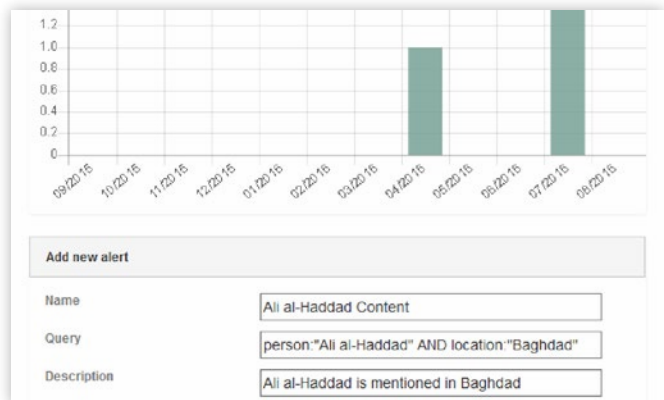 1.2
1.0
0.8
0.6
0.4
0.2
0
09/2015 10/2015 11/2015 12/2015 01/2016 02/2016 03/2016 04/2016 05/2016 06/2016 07/2016 08/2016
Add new alert
Name Ali al-Haddad Content
Query person:"Ali al-Haddad" AND location:"Baghdad"
Description Ali al-Haddad is mentioned in Baghdad